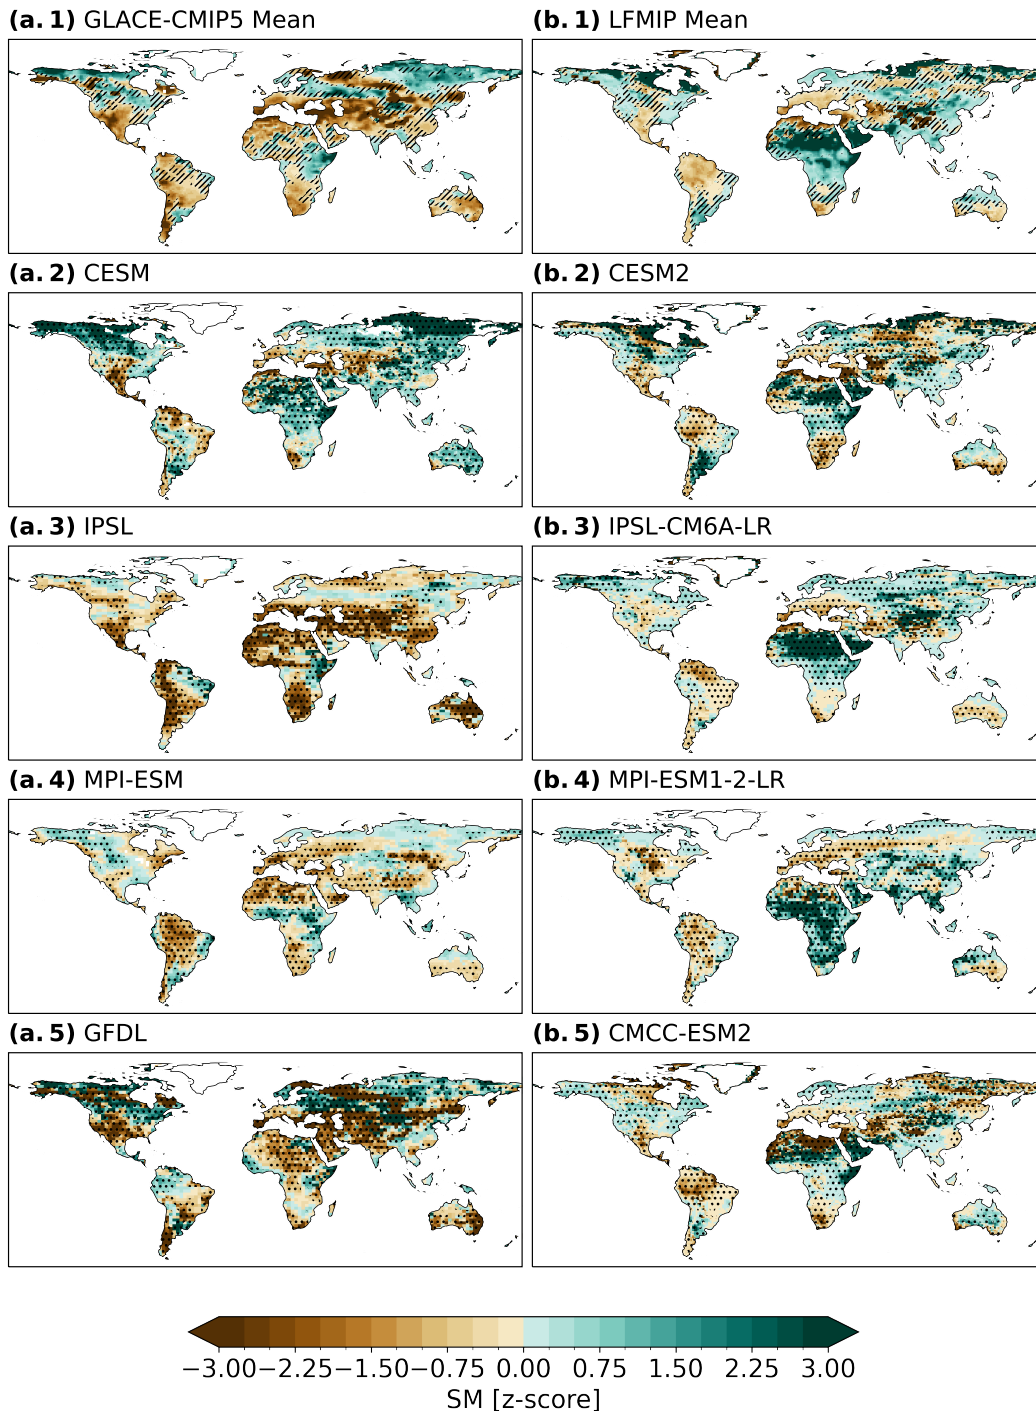 (a. 1) GLACE-CMIP5 Mean
(b. 1) LFMIP Mean
(a. 2) CESM
(b. 2) CESM2
(a. 3) IPSL
(b. 3) IPSL-CM6A-LR
(a. 4) MPI-ESM
(b. 4) MPI-ESM1-2-LR
(a. 5) GFDL
(b. 5) CMCC-ESM2
−3.00 −2.25 −1.50 −0.75 0.00 0.75 1.50 2.25 3.00
SM [z-score]